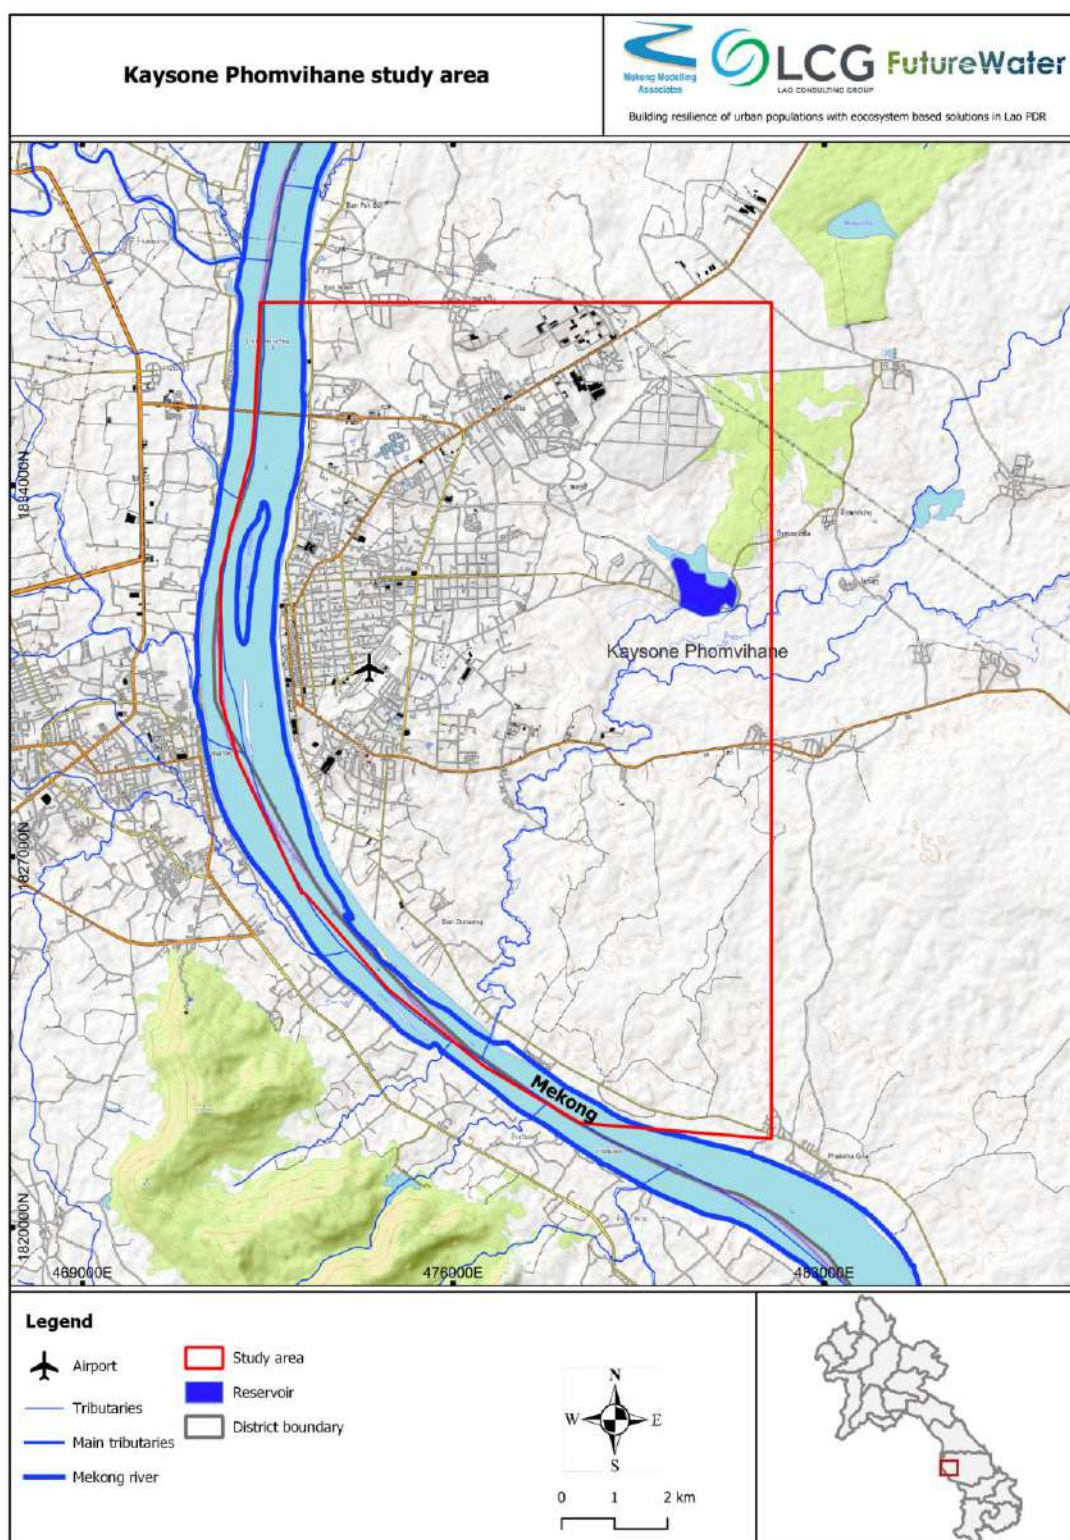 Kaysone Phomvihane study area
Mekong Modelling
Associates
LCG
LAO CONSULTING GROUP
FutureWater
Building resilience of urban populations with eocosystem based solutions in Lao PDR
1834000N
Kaysone Phomvihane
1827000N
Mekong
1820000N
469000E
476000E
483000E
Legend
Airport
Tributaries
Main tributaries
Mekong river
Study area
Reservoir
District boundary
N
W
E
S
0 1 2 km